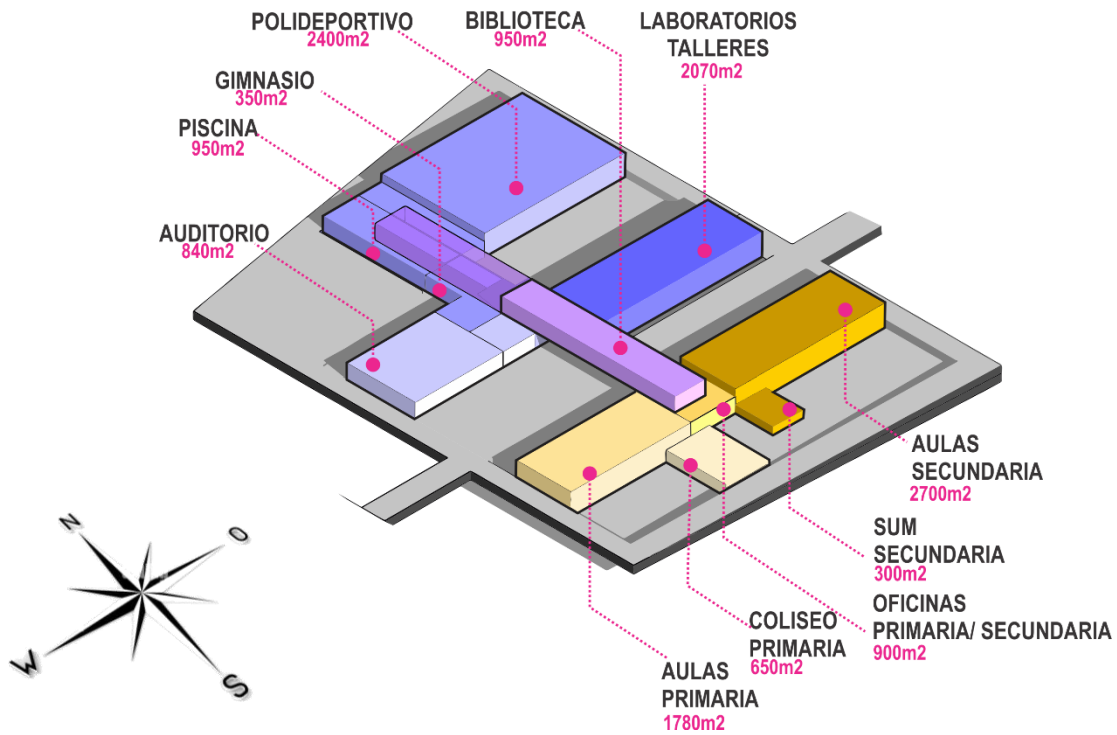 POLIDEPORTIVO
2400m2
BIBLIOTECA
950m2
LABORATORIOS
TALLERES
2070m2
GIMNASIO
350m2
PISCINA
950m2
AUDITORIO
840m2
AULAS
SECUNDARIA
2700m2
SUM
SECUNDARIA
300m2
OFICINAS
PRIMARIA/ SECUNDARIA
900m2
COLISEO
PRIMARIA
650m2
AULAS
PRIMARIA
1780m2
N
O
W
S